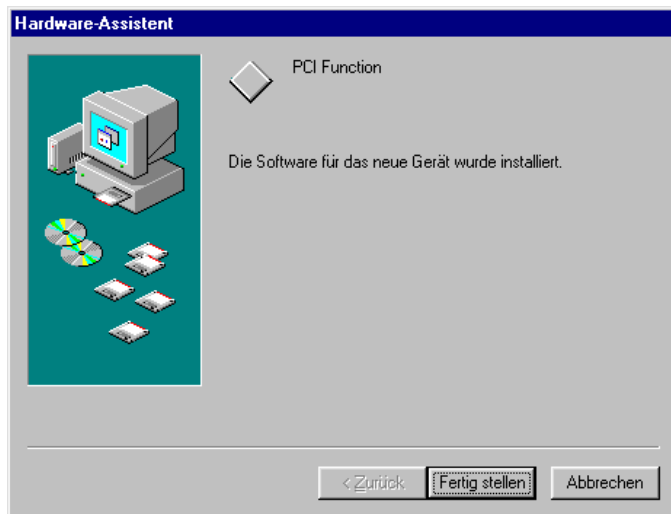 Hardware-Assistent
PCI Function
Die Software für das neue Gerät wurde installiert.
< Zurück
Fertig stellen
Abbrechen